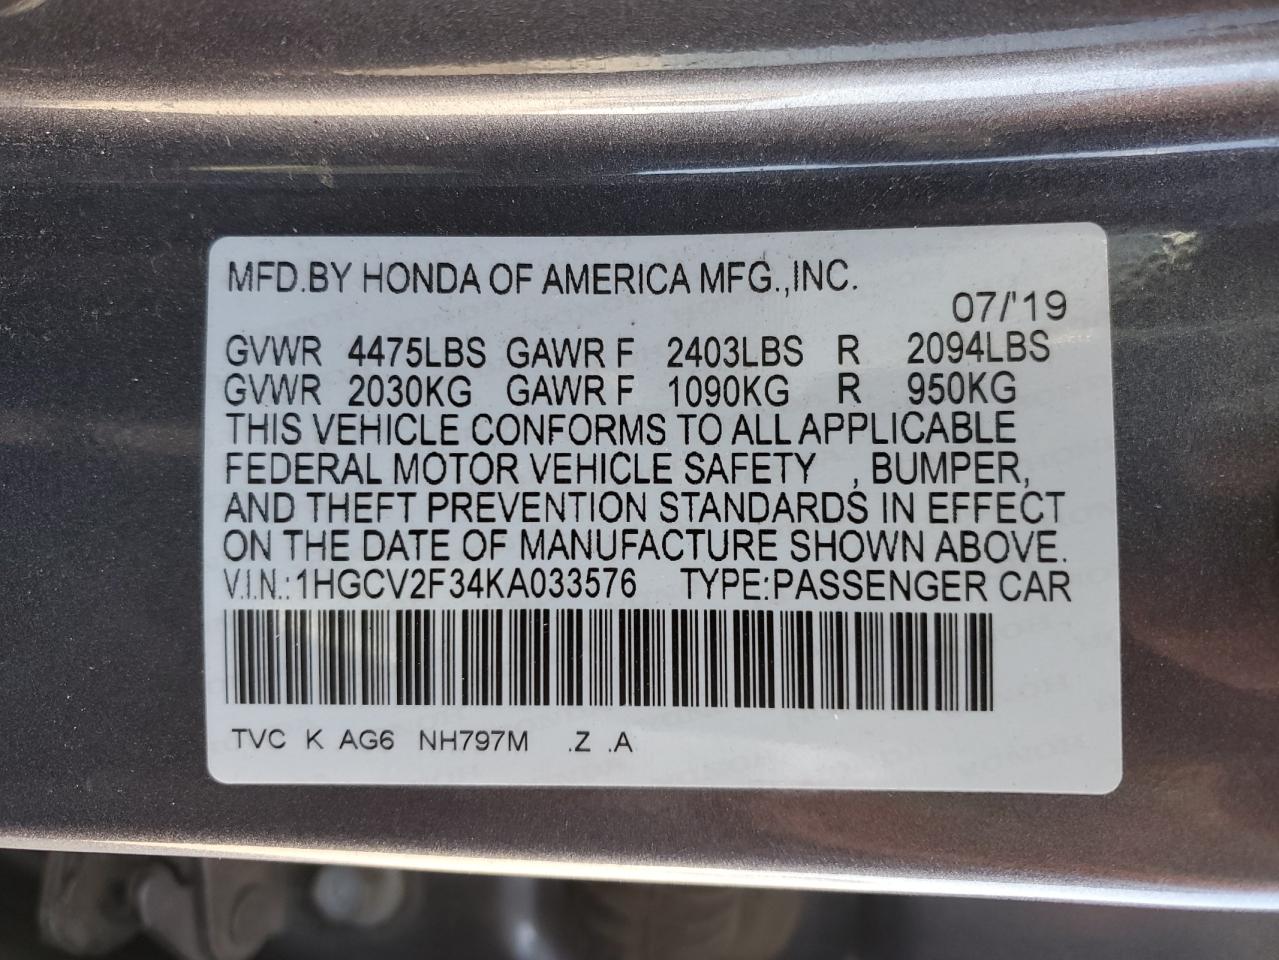 MFD.BY HONDA OF AMERICA MFG.,INC.
07/'19
GVWR 4475LBS GAWR F 2403LBS R 2094LBS
GVWR 2030KG GAWR F 1090KG R 950KG
THIS VEHICLE CONFORMS TO ALL APPLICABLE
FEDERAL MOTOR VEHICLE SAFETY , BUMPER,
AND THEFT PREVENTION STANDARDS IN EFFECT
ON THE DATE OF MANUFACTURE SHOWN ABOVE.
V.I.N.:1HGCV2F34KA033576 TYPE:PASSENGER CAR
TVC K AG6 NH797M .Z .A